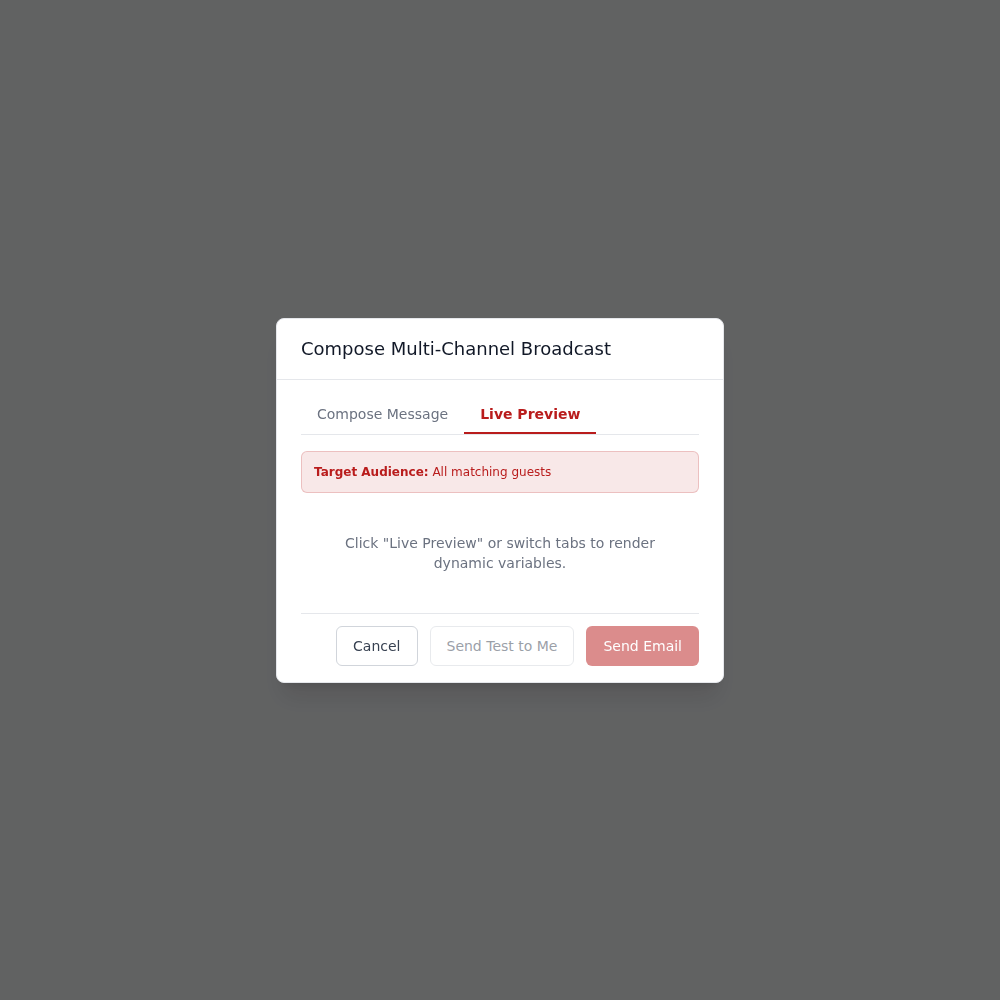 Compose Multi-Channel Broadcast
Compose Message
Live Preview
Target Audience: All matching guests
Click "Live Preview" or switch tabs to render
dynamic variables.
Cancel
Send Test to Me
Send Email